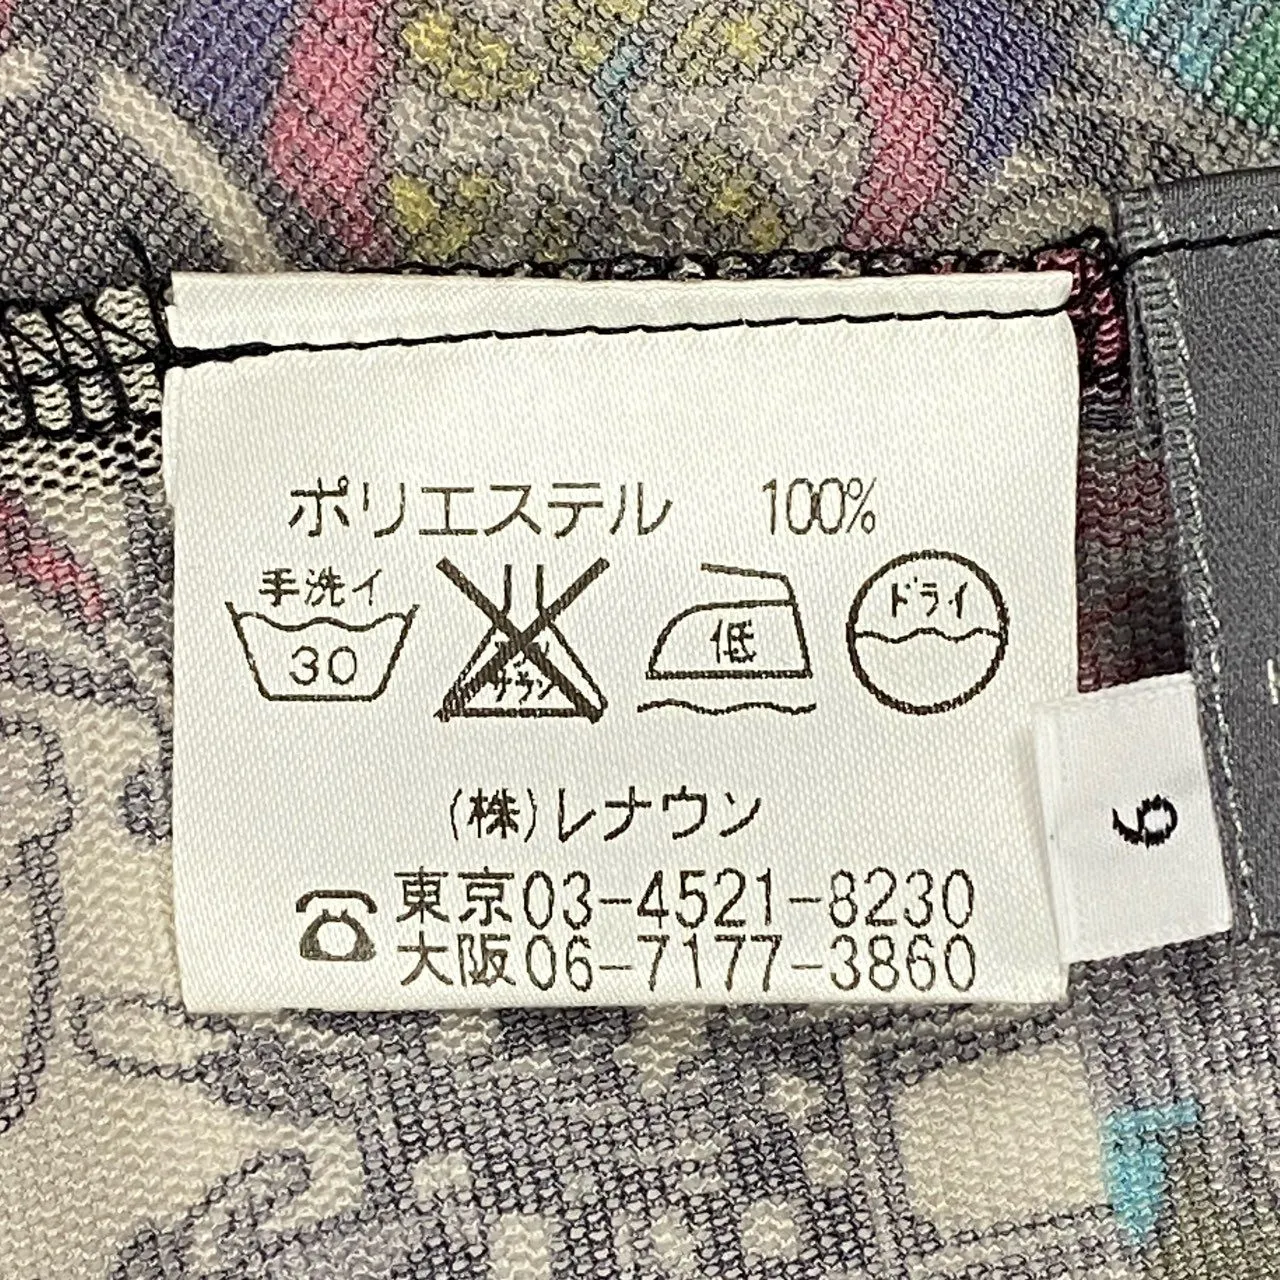 ポリエステル 100%
手洗イ
30
低
ドライ
(株)レナウン
東京03-4521-8230
大阪06-7177-3860
6